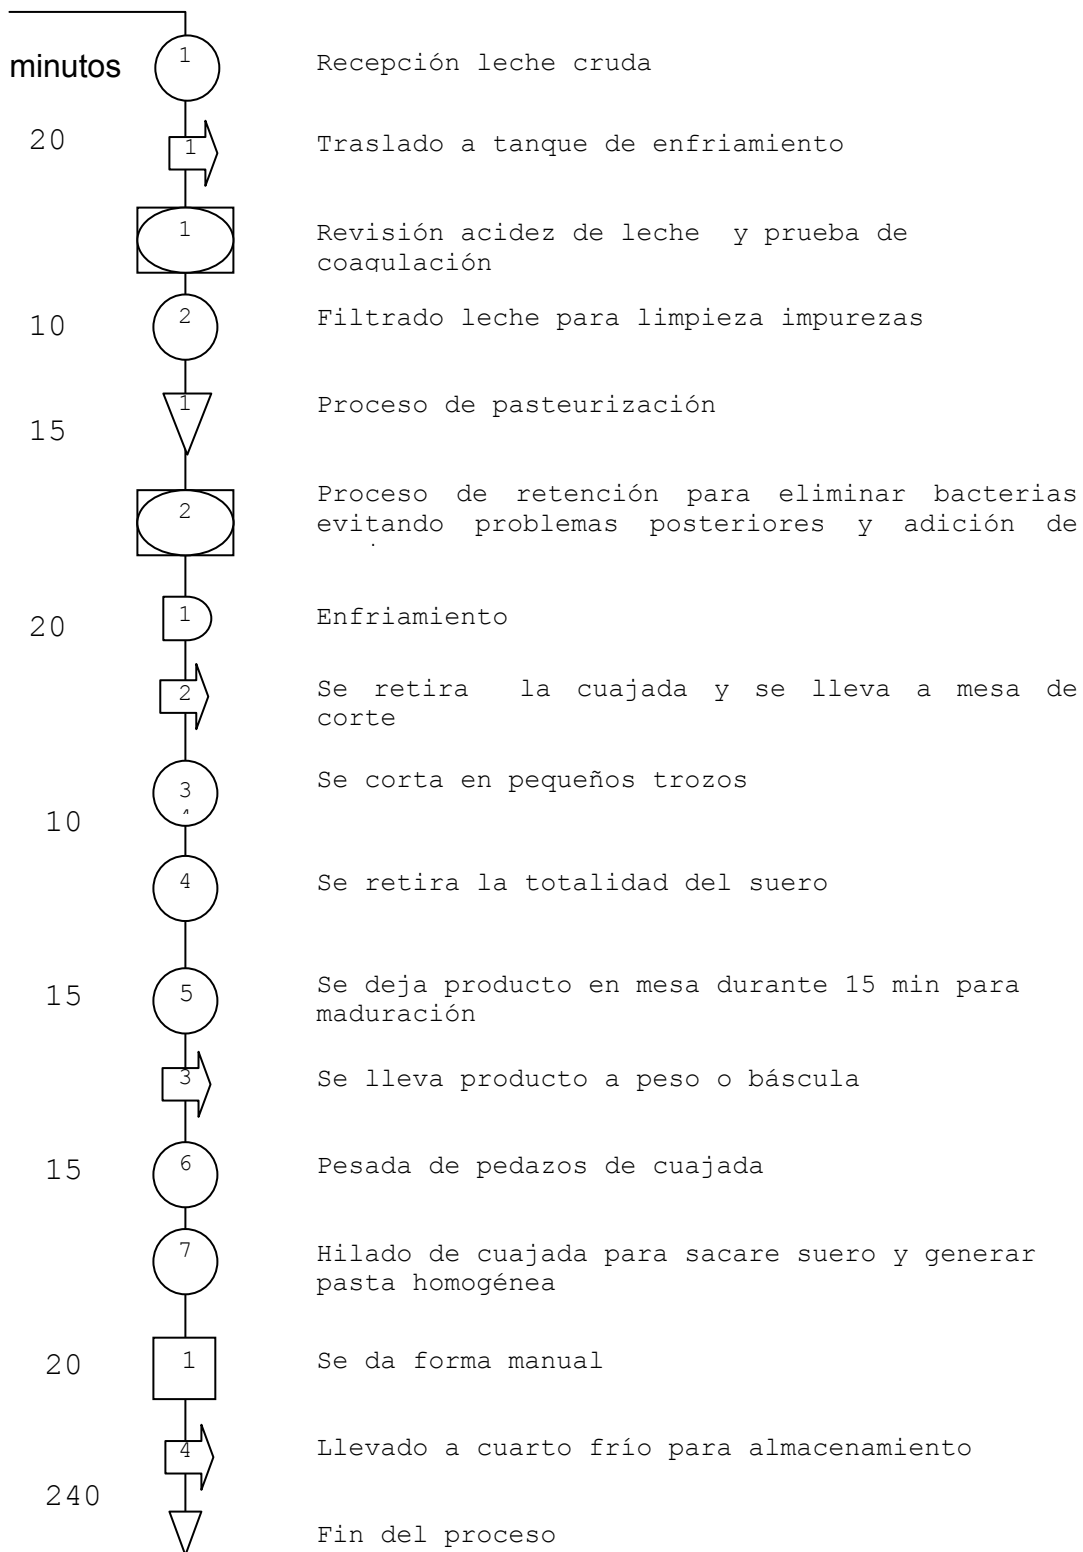 minutos
1
Recepción leche cruda
20
1
Traslado a tanque de enfriamiento
1
Revisión acidez de leche y prueba de
coagulación
10
2
Filtrado leche para limpieza impurezas
1
Proceso de pasteurización
15
2
Proceso de retención para eliminar bacterias
evitando problemas posteriores y adición de
20
1
Enfriamiento
2
Se retira la cuajada y se lleva a mesa de
corte
3
Se corta en pequeños trozos
10
4
Se retira la totalidad del suero
15
5
Se deja producto en mesa durante 15 min para
maduración
3
Se lleva producto a peso o báscula
15
6
Pesada de pedazos de cuajada
7
Hilado de cuajada para sacare suero y generar
pasta homogénea
20
1
Se da forma manual
4
Llevado a cuarto frío para almacenamiento
240
Fin del proceso